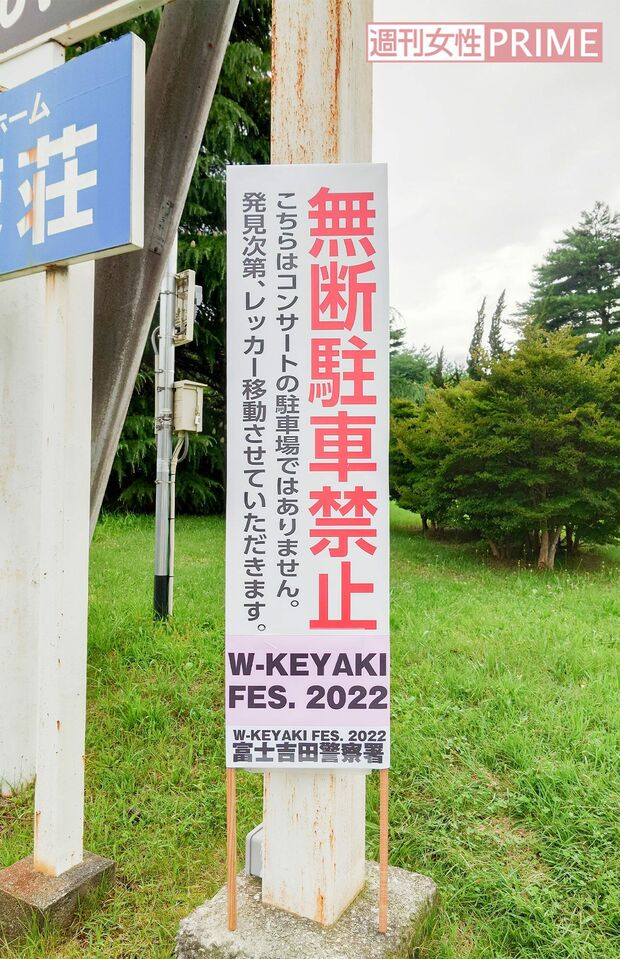 週刊女性PRIME
ホーム
荘
無断駐車禁止
こちらはコンサートの駐車場ではありません。
発見次第、レッカー移動させていただきます。
W-KEYAKI
FES. 2022
W-KEYAKI FES. 2022
富士吉田警察署